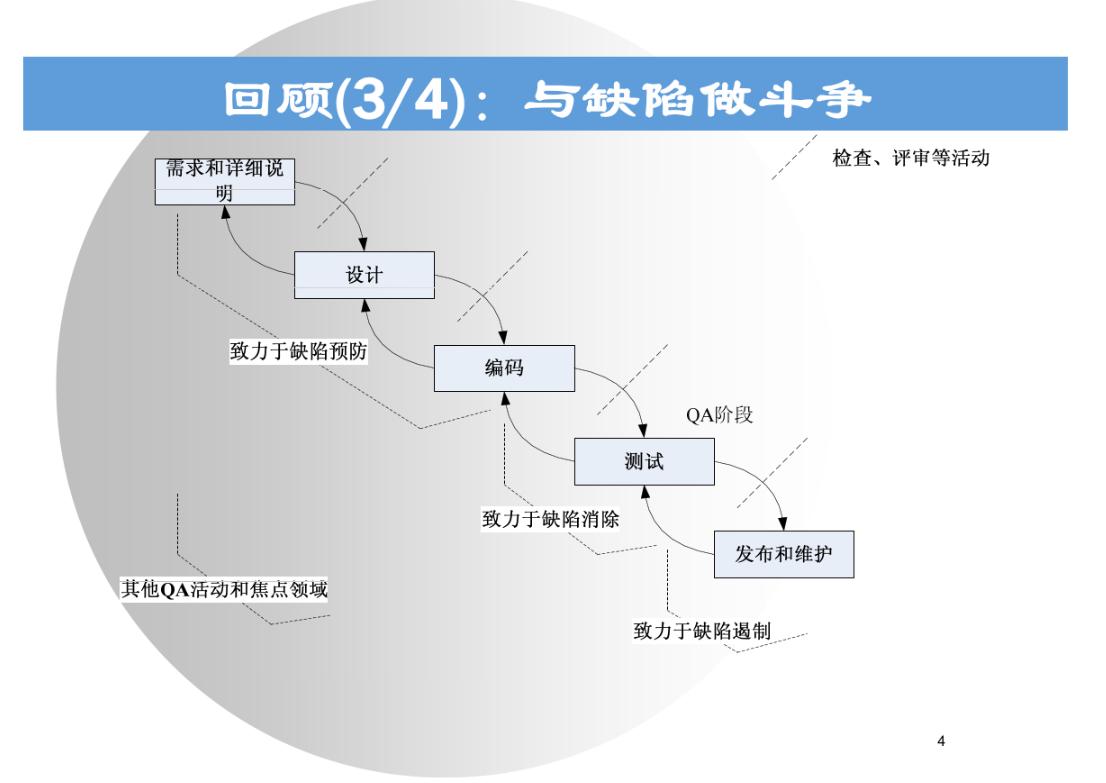 回顾(3/4)：与缺陷做斗争
检查、评审等活动
需求和详细说
明
设计
致力于缺陷预防
编码
QA阶段
测试
致力于缺陷消除
发布和维护
其他QA活动和焦点领域
致力于缺陷遏制
4